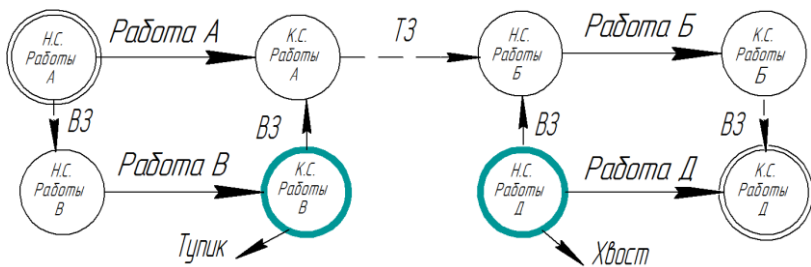 Н.С.
Работы
А
Работа А
К.С.
Работы
А
ТЗ
Н.С.
Работы
Б
Работа Б
К.С.
Работы
Б
ВЗ
ВЗ
ВЗ
ВЗ
Н.С.
Работы
В
Работа В
К.С.
Работы
В
Н.С.
Работы
Д
Работа Д
К.С.
Работы
Д
Тупик
Хвост